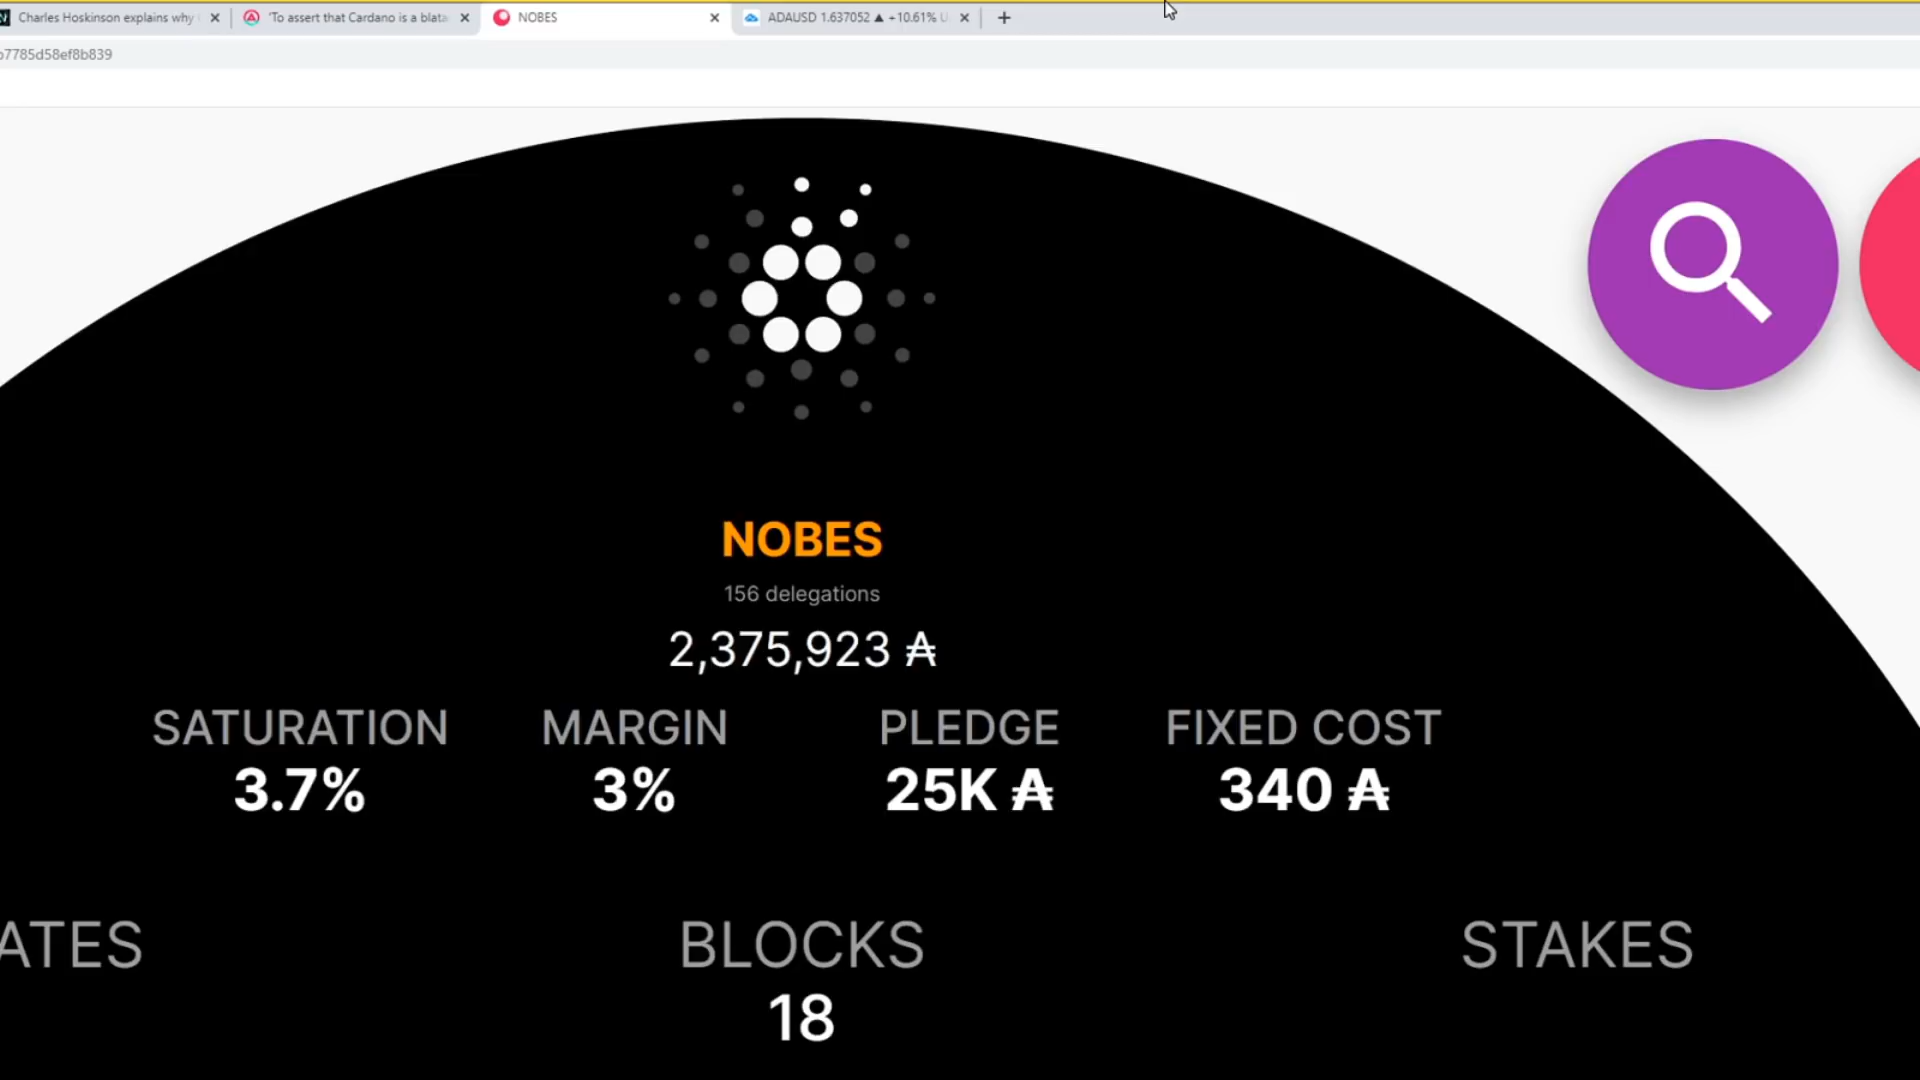 Charles Hoskinson explains why
'To assert that Cardano is a blata
NOBES
ADAUSD 1.637052 ▲ +10.61% U
7785d58ef8b839
NOBES
156 delegations
2,375,923 ₳
SATURATION MARGIN PLEDGE FIXED COST
3.7% 3% 25K ₳ 340 ₳
ATES BLOCKS STAKES
18